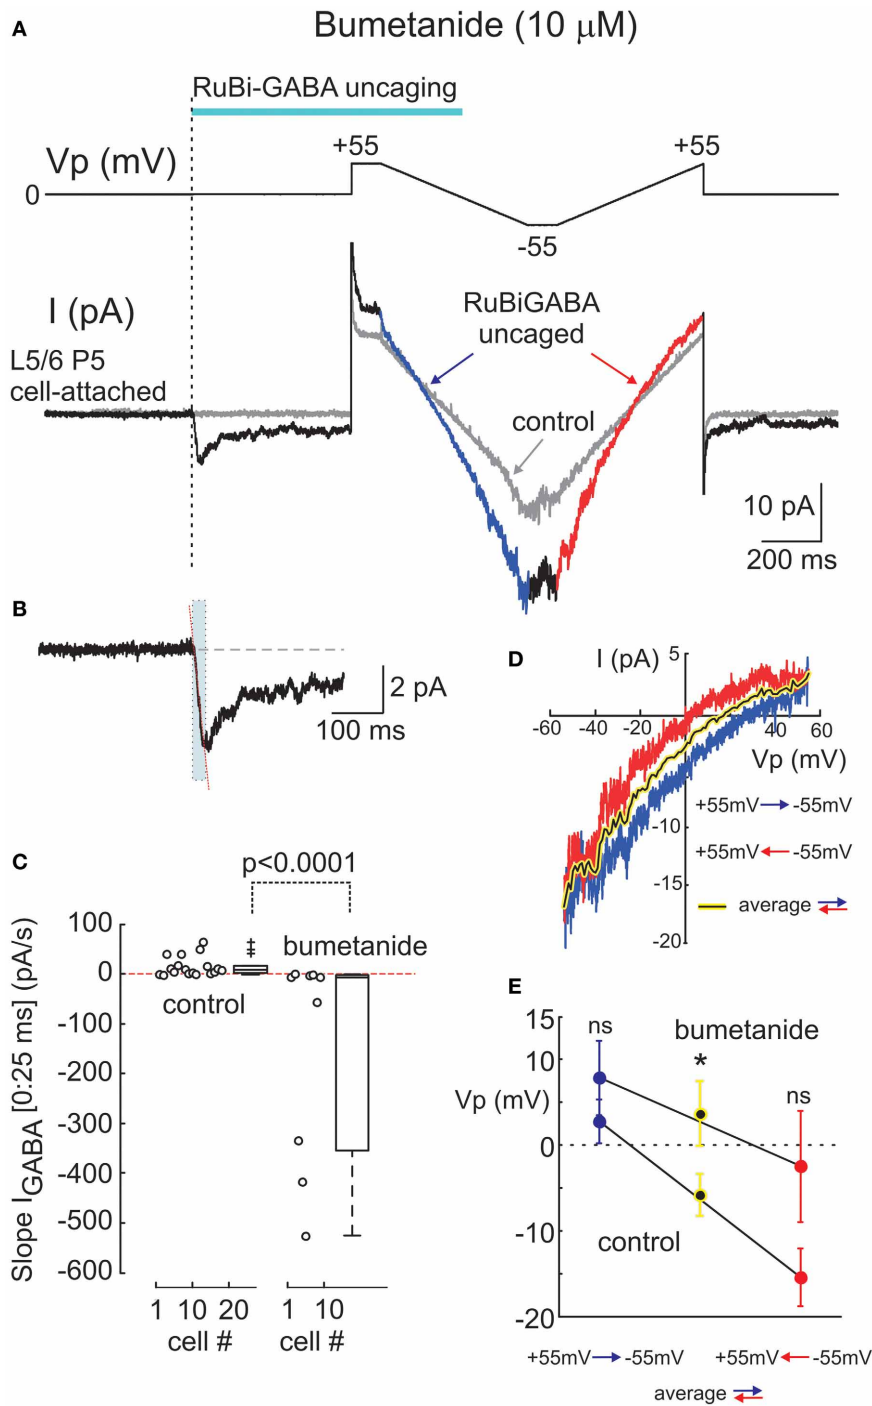 A
Bumetanide (10 µM)
RuBi-GABA uncaging
+55
+55
Vp (mV)
0
-55
I (pA)
RuBiGABA
uncaged
L5/6 P5
cell-attached
control
10 pA
200 ms
B
2 pA
100 ms
D
I (pA)
5
-60
-40
-20
0
40
60
Vp (mV)
+55mV -55mV
-10
+55mV -55mV
-15
average
-20
C
p<0.0001
bumetanide
control
100
0
-100
-200
-300
-400
-500
-600
Slope IGABA [0:25 ms] (pA/s)
1 10 20
1 10
cell #
cell #
E
15
10
0
-10
-20
Vp (mV)
ns
bumetanide
*
ns
control
+55mV -55mV
+55mV -55mV
average